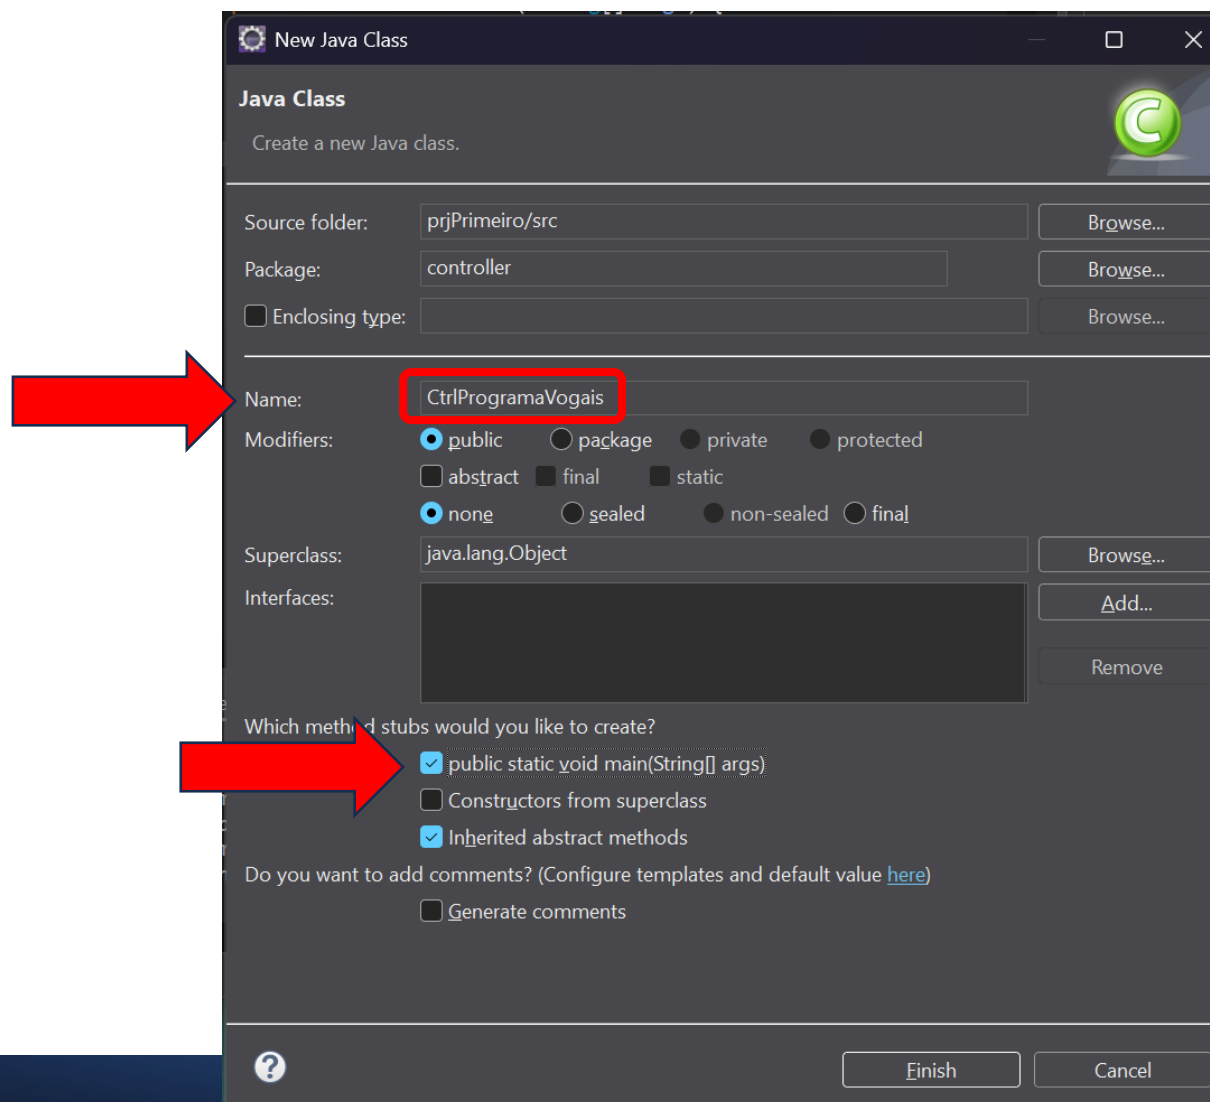 New Java Class
Java Class
Create a new Java class.
Source folder: prjPrimeiro/src Browse...
Package: controller Browse...
Enclosing type: Browse...
Name: CtrlProgramaVogais
Modifiers: public package private protected
abstract final static
none sealed non-sealed final
Superclass: java.lang.Object Browse...
Interfaces: Add...
Remove
Which method stubs would you like to create?
public static void main(String[] args)
Constructors from superclass
Inherited abstract methods
Do you want to add comments? (Configure templates and default value here)
Generate comments
? Finish Cancel